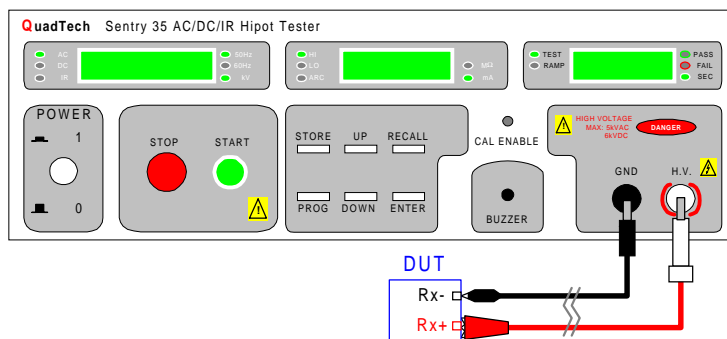 QuadTech Sentry 35 AC/DC/IR Hipot Tester
AC
DC
IR
50Hz
60Hz
kV
HI
LO
ARC
MΩ
mA
TEST
RAMP
PASS
FAIL
SEC
POWER
1
0
STOP
START
STORE UP RECALL
PROG DOWN ENTER
CAL ENABLE
BUZZER
HIGH VOLTAGE
MAX: 5kVAC
6kVDC
DANGER
GND
H.V.
DUT
Rx-
Rx+